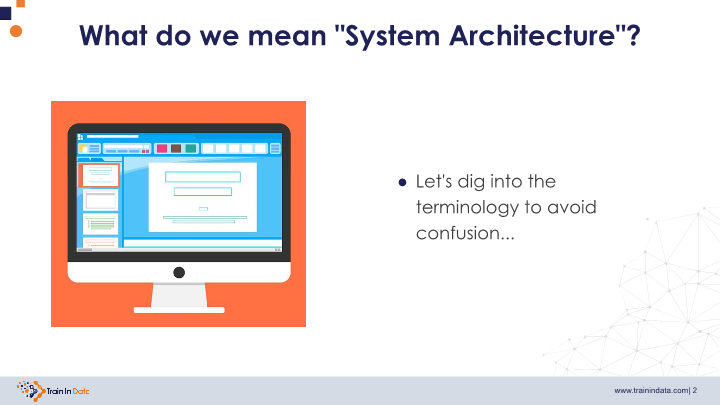 What do we mean "System Architecture"?
● Let's dig into the
terminology to avoid
confusion...
Train In Data
www.trainindata.com| 2